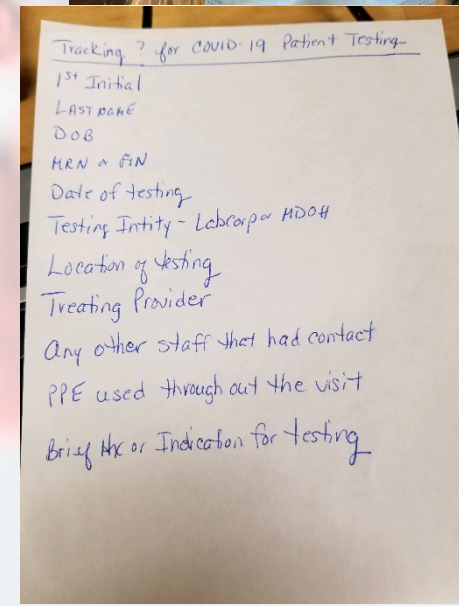 Tracking ? for COVID-19 Patient Testing
1st Initial
LAST NAME
DOB
MRN or FIN
Date of testing
Testing Intity - Labcorp or MDOH
Location of testing
Treating Provider
Any other staff that had contact
PPE used through out the visit
Brief Hx or Indication for testing